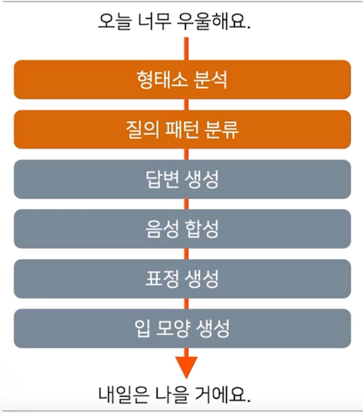 오늘 너무 우울해요.
형태소 분석
질의 패턴 분류
답변 생성
음성 합성
표정 생성
입 모양 생성
내일은 나을 거에요.